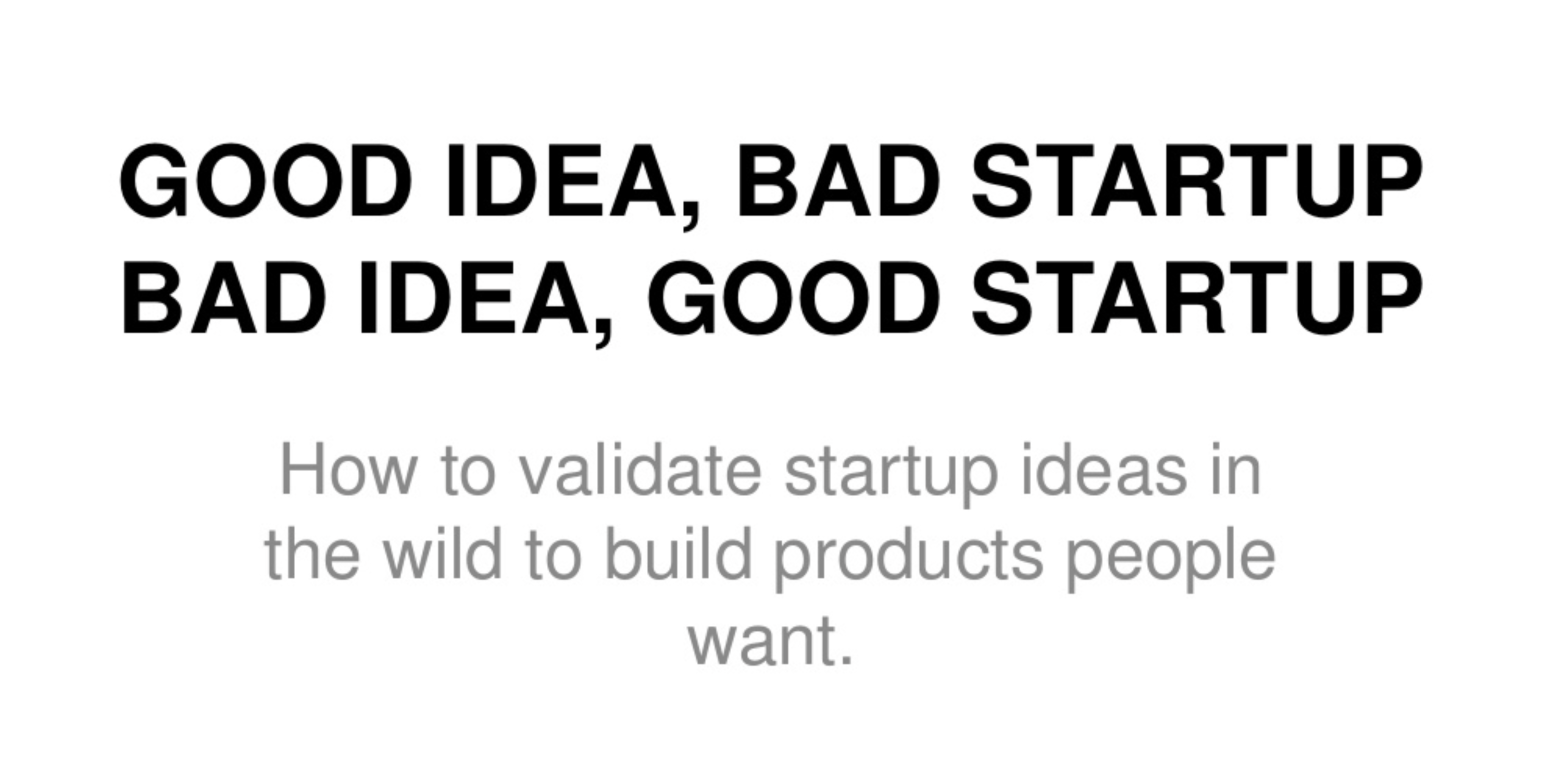 GOOD IDEA, BAD STARTUP
BAD IDEA, GOOD STARTUP
How to validate startup ideas in
the wild to build products people
want.